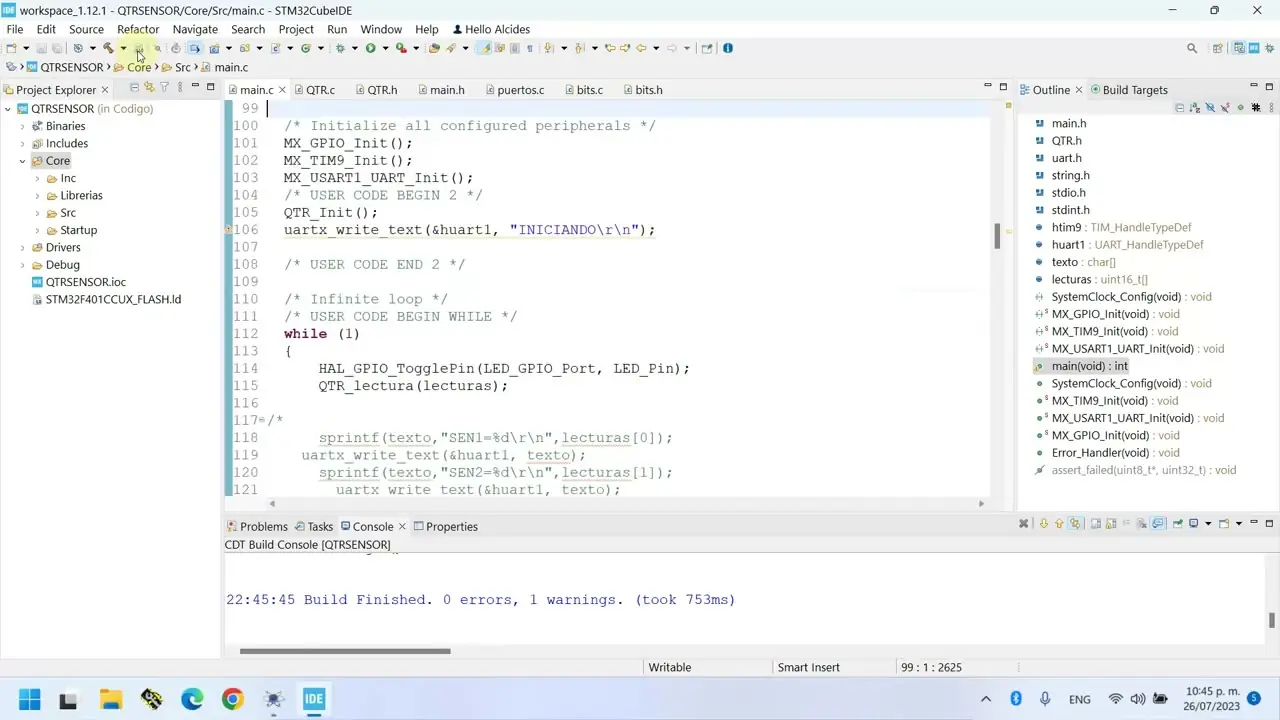 workspace_1.12.1 - QTRSENSOR/Core/Src/main.c - STM32CubeIDE
File Edit Source Refactor Navigate Search Project Run Window Help Hello Alcides
QTRSENSOR Core Src main.c
Project Explorer
main.c QTR.c QTR.h main.h puertos.c bits.c bits.h
Outline Build Targets
QTRSENSOR (in Codigo)
Binaries
Includes
Core
Inc
Librerias
Src
Startup
Drivers
Debug
QTRSENSOR.ioc
STM32F401CCUX_FLASH.ld
99
100 /* Initialize all configured peripherals */
101 MX_GPIO_Init();
102 MX_TIM9_Init();
103 MX_USART1_UART_Init();
104 /* USER CODE BEGIN 2 */
105 QTR_Init();
106 uartx_write_text(&huart1, "INICIANDO\r\n");
107
108 /* USER CODE END 2 */
109
110 /* Infinite loop */
111 /* USER CODE BEGIN WHILE */
112 while (1)
113 {
114 HAL_GPIO_TogglePin(LED_GPIO_Port, LED_Pin);
115 QTR_lectura(lecturas);
116
117 /*
118 sprintf(texto,"SEN1=%d\r\n",lecturas[0]);
119 uartx_write_text(&huart1, texto);
120 sprintf(texto,"SEN2=%d\r\n",lecturas[1]);
121 uartx_write_text(&huart1, texto);
main.h
QTR.h
uart.h
string.h
stdio.h
stdint.h
htim9 : TIM_HandleTypeDef
huart1 : UART_HandleTypeDef
texto : char[]
lecturas : uint16_t[]
SystemClock_Config(void) : void
MX_GPIO_Init(void) : void
MX_TIM9_Init(void) : void
MX_USART1_UART_Init(void) : void
main(void) : int
SystemClock_Config(void) : void
MX_TIM9_Init(void) : void
MX_USART1_UART_Init(void) : void
MX_GPIO_Init(void) : void
Error_Handler(void) : void
assert_failed(uint8_t*, uint32_t) : void
Problems Tasks Console Properties
CDT Build Console [QTRSENSOR]
22:45:45 Build Finished. 0 errors, 1 warnings. (took 753ms)
Writable Smart Insert 99 : 1 : 2625
IDE ENG 10:45 p. m.
26/07/2023 5